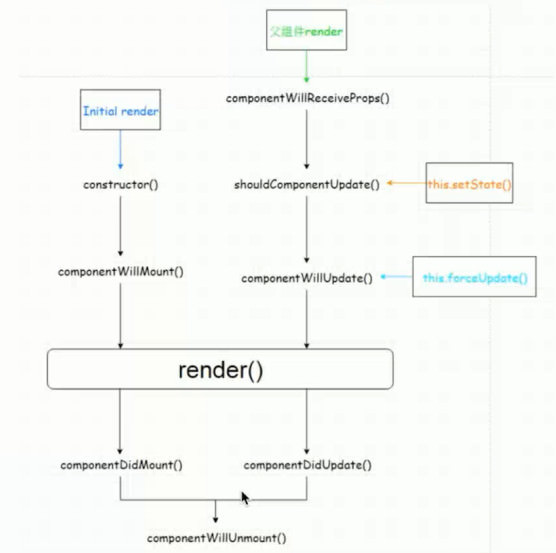 父组件render
componentWillReceiveProps()
Initial render
constructor()
shouldComponentUpdate()
this.setState()
componentWillMount()
componentWillUpdate()
this.forceUpdate()
render()
componentDidMount()
componentDidUpdate()
componentWillUnmount()